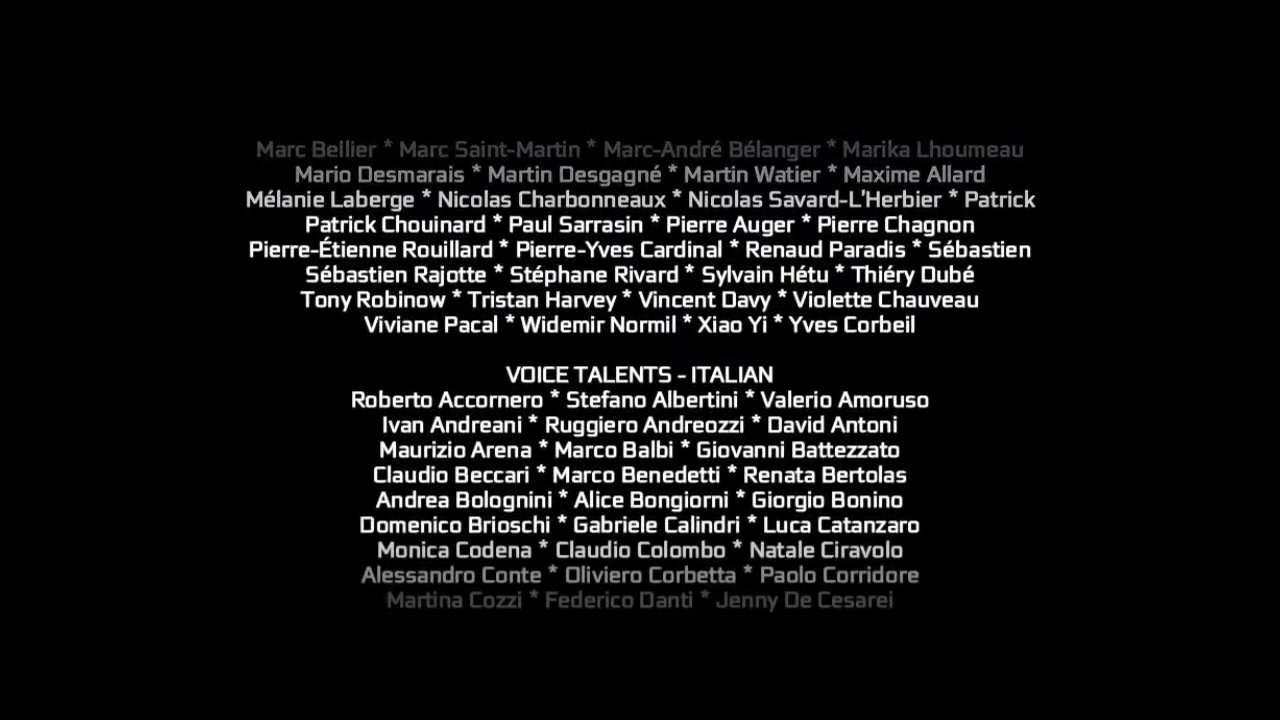 Marc Bellier * Marc Saint-Martin * Marc-André Bélanger * Marika Lhoumeau
Mario Desmarais * Martin Desgagné * Martin Watier * Maxime Allard
Mélanie Laberge * Nicolas Charbonneaux * Nicolas Savard-L'Herbier * Patrick
Patrick Chouinard * Paul Sarrasin * Pierre Auger * Pierre Chagnon
Pierre-Étienne Rouillard * Pierre-Yves Cardinal * Renaud Paradis * Sébastien
Sébastien Rajotte * Stéphane Rivard * Sylvain Hétu * Thiéry Dubé
Tony Robinow * Tristan Harvey * Vincent Davy * Violette Chauveau
Viviane Pacal * Widemir Normil * Xiao Yi * Yves Corbeil
VOICE TALENTS - ITALIAN
Roberto Accornero * Stefano Albertini * Valerio Amoruso
Ivan Andreani * Ruggiero Andreozzi * David Antoni
Maurizio Arena * Marco Balbi * Giovanni Battezzato
Claudio Beccari * Marco Benedetti * Renata Bertolas
Andrea Bolognini * Alice Bongiorni * Giorgio Bonino
Domenico Brioschi * Gabriele Calindri * Luca Catanzaro
Monica Codena * Claudio Colombo * Natale Ciravolo
Alessandro Conte * Oliviero Corbetta * Paolo Corridore
Martina Cozzi * Federico Danti * Jenny De Cesarei